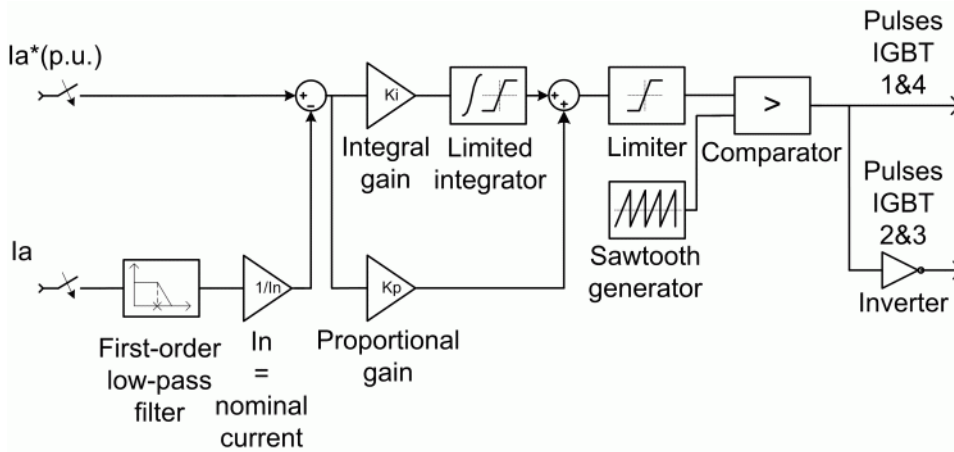 Ia*(p.u.)
+
−
Ki
Integral
gain
Limited
integrator
+
+
Limiter
>
Comparator
Pulses
IGBT
1&4
Sawtooth
generator
Pulses
IGBT
2&3
Inverter
Ia
First-order
low-pass
filter
1/In
In
=
nominal
current
Kp
Proportional
gain